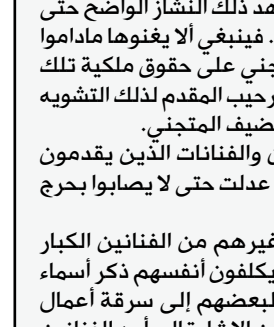 هد ذلك النشاز الواضح حتى
. فينبغي ألا يغنوها ماداموا
جني على حقوق ملكية تلك
رحيب المقدم لذلك التشويه
ضيف المتجني.
والفنانات الذين يقدمون
عدلت حتى لا يصابوا بحرج
غيرهم من الفنانين الكبار
يكلفون أنفسهم ذكر أسماء
لبعضهم إلى سرقة أعمال